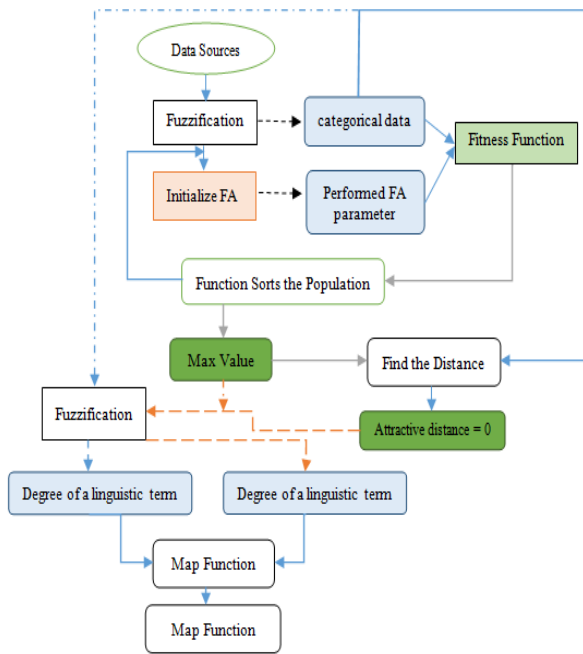 Data Sources
Fuzzification
categorical data
Fitness Function
Initialize FA
Performed FA
parameter
Function Sorts the Population
Max Value
Find the Distance
Fuzzification
Attractive distance = 0
Degree of a linguistic term
Degree of a linguistic term
Map Function
Map Function